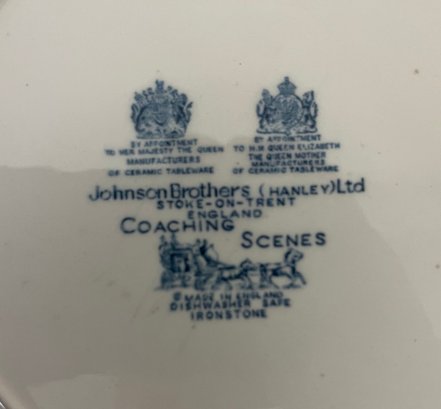 BY APPOINTMENT
TO HER MAJESTY THE QUEEN
MANUFACTURERS
OF CERAMIC TABLEWARE
BY APPOINTMENT
TO H.M QUEEN ELIZABETH
THE QUEEN MOTHER
MANUFACTURERS
OF CERAMIC TABLEWARE
Johnson Brothers (HANLEY) Ltd
STOKE-ON-TRENT
ENGLAND
COACHING
SCENES
© MADE IN ENGLAND
DISHWASHER SAFE
IRONSTONE